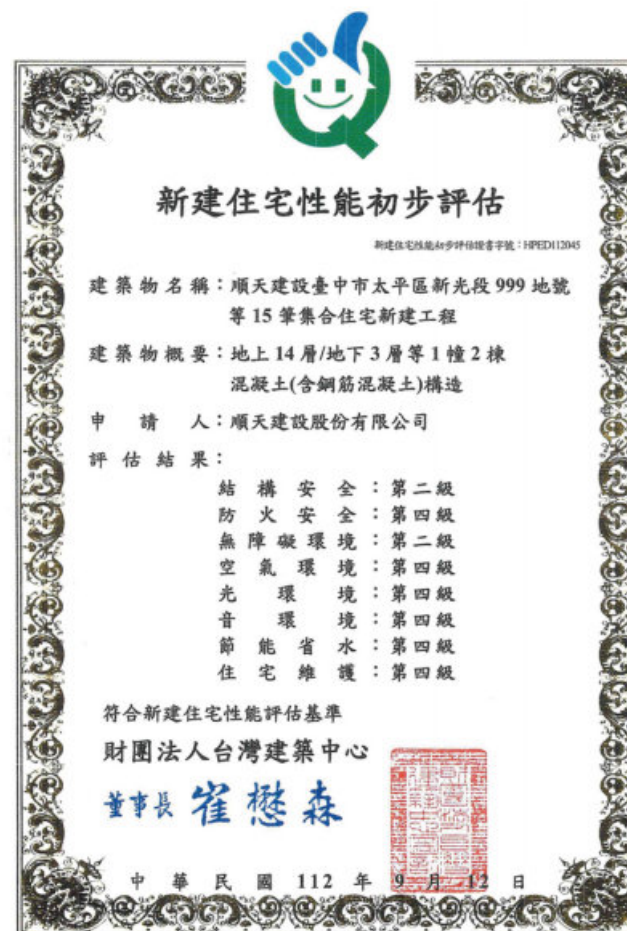 新建住宅性能初步評估
新建住宅性能初步評估證書字號：HPED112045
建築物名稱：順天建設臺中市太平區新光段 999 地號
等 15 筆集合住宅新建工程
建築物概要：地上 14 層/地下 3 層等 1 幢 2 棟
混凝土(含鋼筋混凝土)構造
申請人：順天建設股份有限公司
評估結果：
結構安全：第二級
防火安全：第四級
無障礙環境：第二級
空氣環境：第四級
光環境：第四級
音環境：第四級
節能省水：第四級
住宅維護：第四級
符合新建住宅性能評估基準
財團法人台灣建築中心
董事長 崔懋森
中華民國 112 年 9 月 12 日